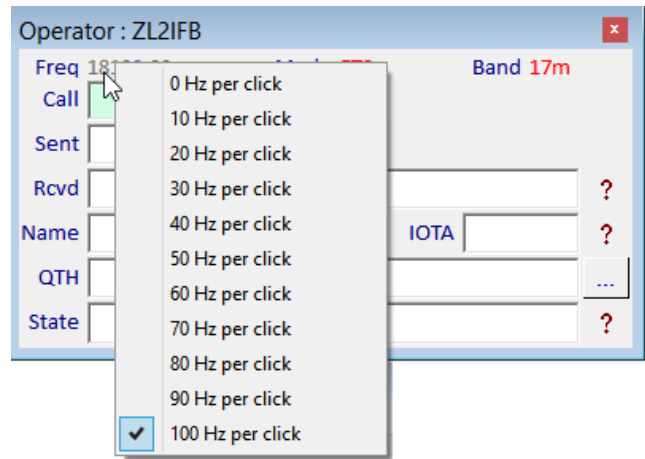 Operator : ZL2IFB
Freq Band 17m
Call
Sent
Rcvd ?
Name IOTA ?
QTH ...
State ?
0 Hz per click
10 Hz per click
20 Hz per click
30 Hz per click
40 Hz per click
50 Hz per click
60 Hz per click
70 Hz per click
80 Hz per click
90 Hz per click
100 Hz per click